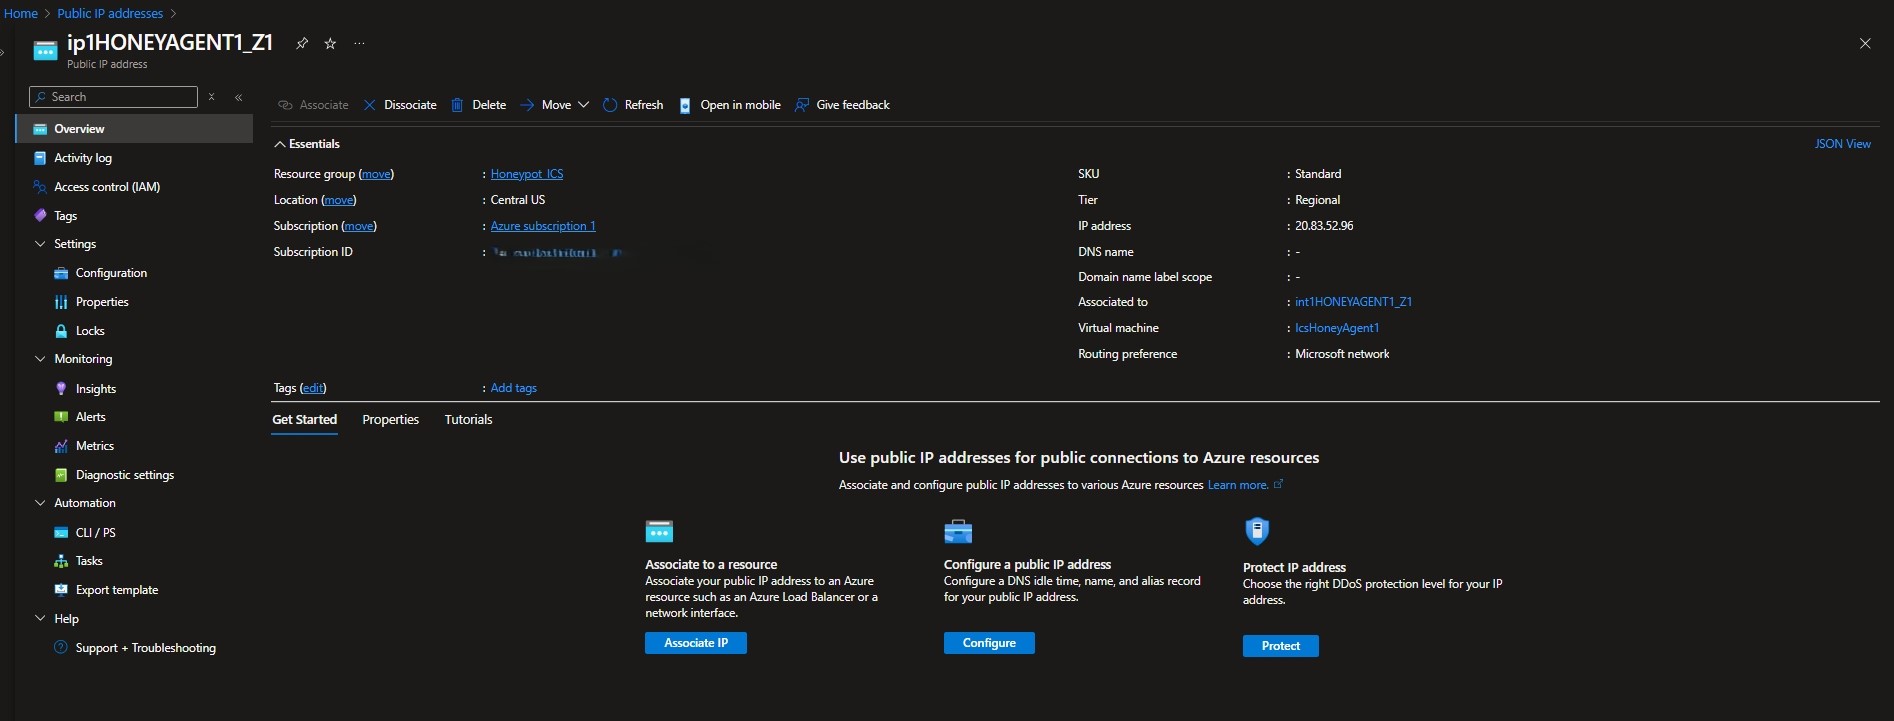 Home > Public IP addresses >
ip1HONEYAGENT1_Z1
Public IP address
Search
Overview
Activity log
Access control (IAM)
Tags
Settings
Configuration
Properties
Locks
Monitoring
Insights
Alerts
Metrics
Diagnostic settings
Automation
CLI / PS
Tasks
Export template
Help
Support + Troubleshooting
Associate Dissociate Delete Move Refresh Open in mobile Give feedback
Essentials JSON View
Resource group (move) : Honeypot_ICS
Location (move) : Central US
Subscription (move) : Azure subscription 1
Subscription ID :
SKU : Standard
Tier : Regional
IP address : 20.83.52.96
DNS name : -
Domain name label scope : -
Associated to : int1HONEYAGENT1_Z1
Virtual machine : IcsHoneyAgent1
Routing preference : Microsoft network
Tags (edit) : Add tags
Get Started Properties Tutorials
Use public IP addresses for public connections to Azure resources
Associate and configure public IP addresses to various Azure resources Learn more.
Associate to a resource
Associate your public IP address to an Azure
resource such as an Azure Load Balancer or a
network interface.
Associate IP
Configure a public IP address
Configure a DNS idle time, name, and alias record
for your public IP address.
Configure
Protect IP address
Choose the right DDoS protection level for your IP
address.
Protect